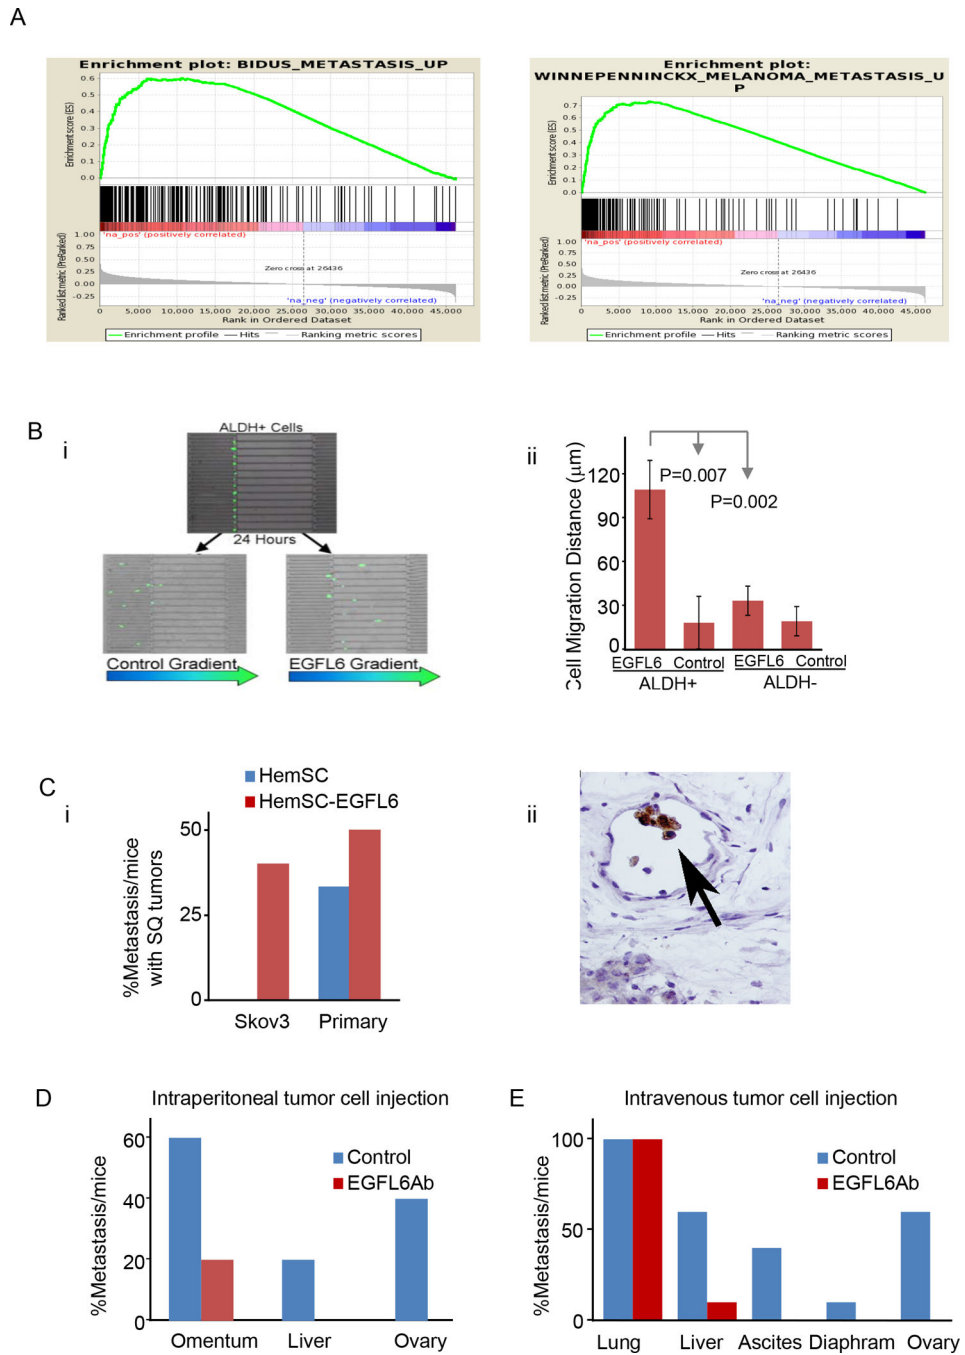 A
Enrichment plot: BIDUS_METASTASIS_UP
Enrichment score (ES)
0.6
0.5
0.4
0.3
0.2
0.1
0.0
'na_pos' (positively correlated)
Ranked list metric (PreRanked)
1.00
0.75
0.50
0.25
0.00
-0.25
Zero cross at 26436
'na_neg' (negatively correlated)
0 5,000 10,000 15,000 20,000 25,000 30,000 35,000 40,000 45,000
Rank in Ordered Dataset
Enrichment profile Hits Ranking metric scores
Enrichment plot:
WINNEPENNINCKX_MELANOMA_METASTASIS_U
P
Enrichment score (ES)
0.7
0.6
0.5
0.4
0.3
0.2
0.1
0.0
'na_pos' (positively correlated)
Ranked list metric (PreRanked)
1.00
0.75
0.50
0.25
0.00
-0.25
Zero cross at 26436
'na_neg' (negatively correlated)
0 5,000 10,000 15,000 20,000 25,000 30,000 35,000 40,000 45,000
Rank in Ordered Dataset
Enrichment profile Hits Ranking metric scores
B
i
ALDH+ Cells
24 Hours
Control Gradient
EGFL6 Gradient
ii
Cell Migration Distance (μm)
120
90
60
30
0
P=0.007
P=0.002
EGFL6 Control EGFL6 Control
ALDH+ ALDH-
C
i
HemSC
HemSC-EGFL6
%Metastasis/mice
with SQ tumors
50
25
0
Skov3 Primary
ii
D
Intraperitoneal tumor cell injection
%Metastasis/mice
60
40
20
0
Control
EGFL6Ab
Omentum Liver Ovary
E
Intravenous tumor cell injection
%Metastasis/mice
100
50
0
Control
EGFL6Ab
Lung Liver Ascites Diaphram Ovary